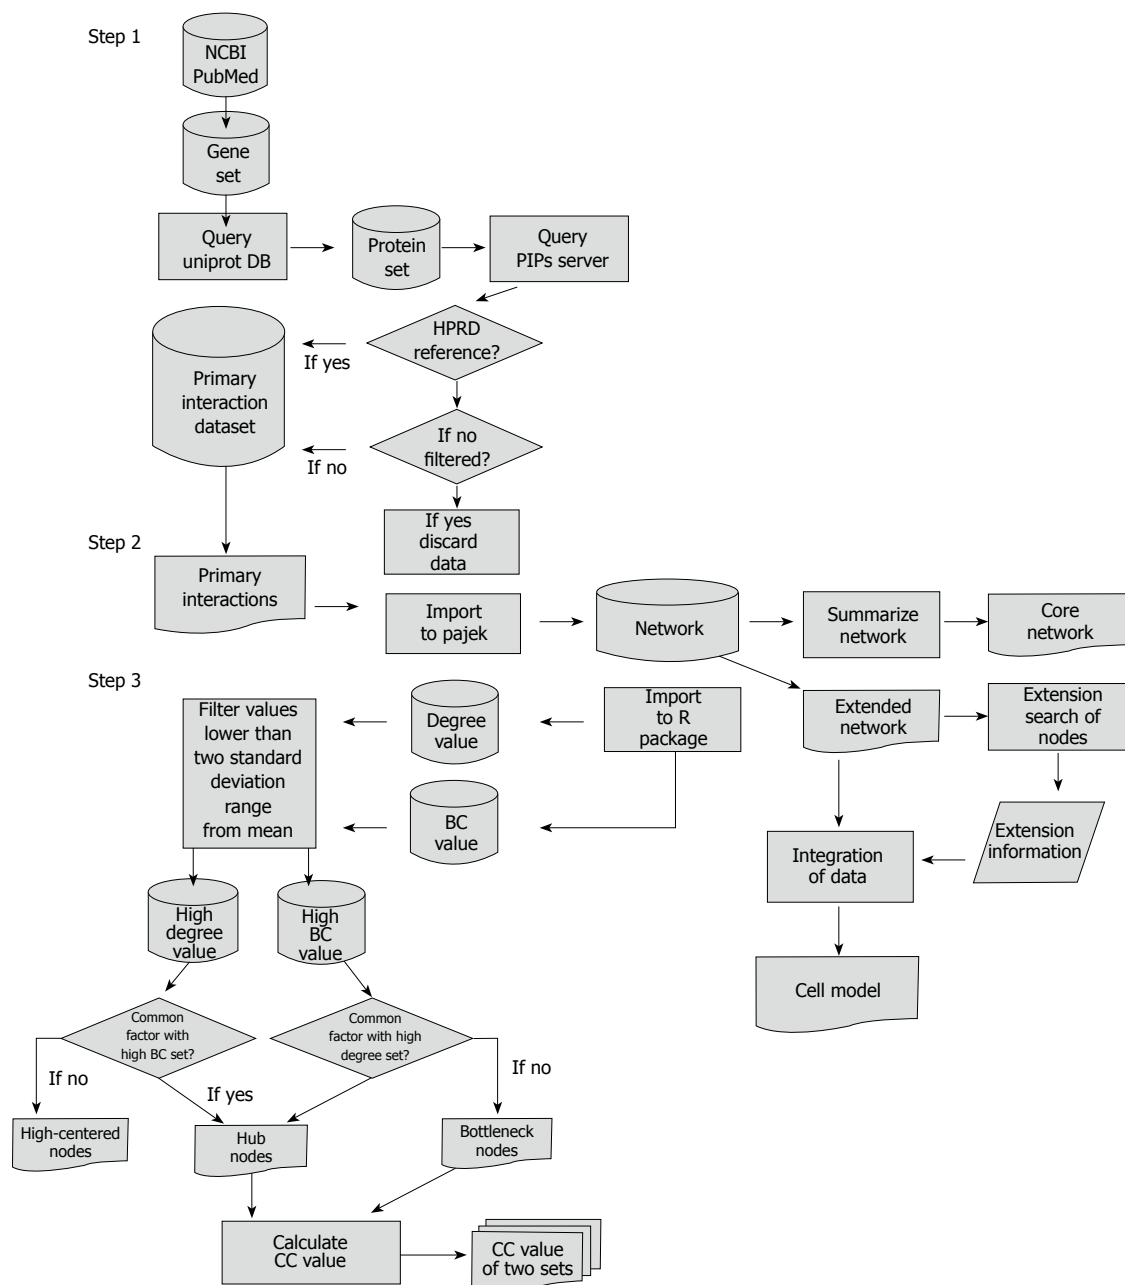 Step 1
NCBI
PubMed
Gene
set
Query
uniprot DB
Protein
set
Query
PIPs server
HPRD
reference?
If yes
Primary
interaction
dataset
If no
filtered?
If no
If yes
discard
data
Step 2
Primary
interactions
Import
to pajek
Network
Summarize
network
Core
network
Extended
network
Extension
search of
nodes
Extension
information
Integration
of data
Cell model
Step 3
Import
to R
package
Degree
value
BC
value
Filter values
lower than
two standard
deviation
range
from mean
High
degree
value
High
BC
value
Common
factor with
high BC set?
Common
factor with high
degree set?
If no
If yes
If no
High-centered
nodes
Hub
nodes
Bottleneck
nodes
Calculate
CC value
CC value
of two sets